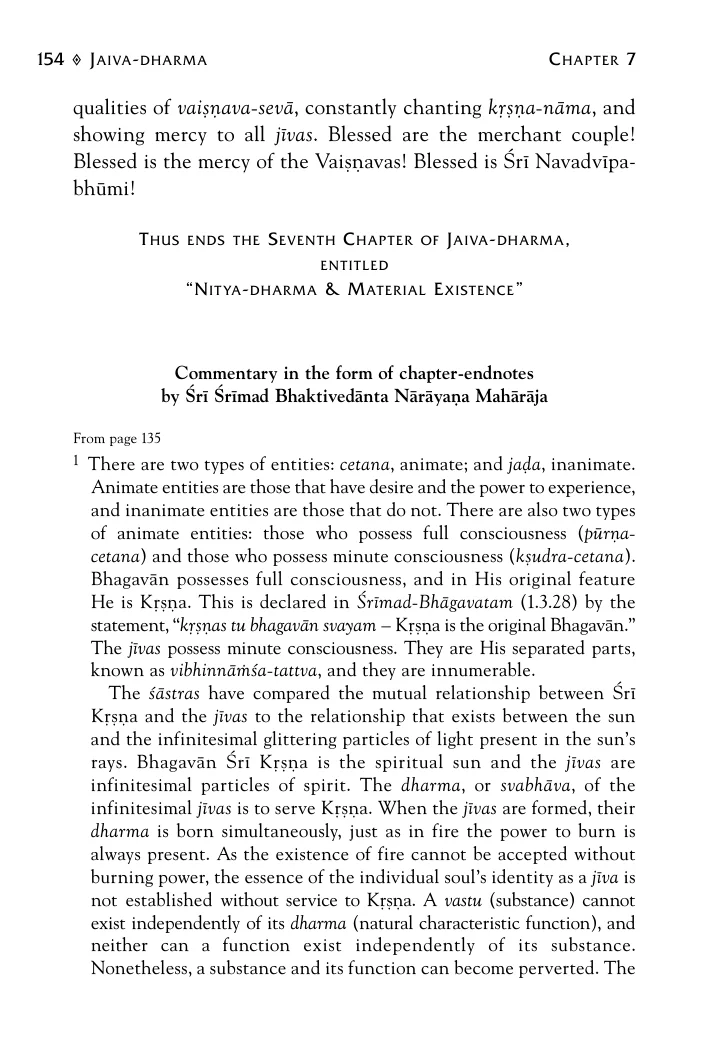 154 ⟡ Jaiva-dharma Chapter 7
qualities of vaiṣṇava-sevā, constantly chanting kṛṣṇa-nāma, and
showing mercy to all jīvas. Blessed are the merchant couple!
Blessed is the mercy of the Vaiṣṇavas! Blessed is Śrī Navadvīpa-
bhūmi!
Thus ends the Seventh Chapter of Jaiva-dharma,
entitled
“Nitya-dharma & Material Existence”
Commentary in the form of chapter-endnotes
by Śrī Śrīmad Bhaktivedānta Nārāyaṇa Mahārāja
From page 135
1 There are two types of entities: cetana, animate; and jaḍa, inanimate.
Animate entities are those that have desire and the power to experience,
and inanimate entities are those that do not. There are also two types
of animate entities: those who possess full consciousness (pūrṇa-
cetana) and those who possess minute consciousness (kṣudra-cetana).
Bhagavān possesses full consciousness, and in His original feature
He is Kṛṣṇa. This is declared in Śrīmad-Bhāgavatam (1.3.28) by the
statement, “kṛṣṇas tu bhagavān svayam – Kṛṣṇa is the original Bhagavān.”
The jīvas possess minute consciousness. They are His separated parts,
known as vibhinnāṁśa-tattva, and they are innumerable.
The śāstras have compared the mutual relationship between Śrī
Kṛṣṇa and the jīvas to the relationship that exists between the sun
and the infinitesimal glittering particles of light present in the sun’s
rays. Bhagavān Śrī Kṛṣṇa is the spiritual sun and the jīvas are
infinitesimal particles of spirit. The dharma, or svabhāva, of the
infinitesimal jīvas is to serve Kṛṣṇa. When the jīvas are formed, their
dharma is born simultaneously, just as in fire the power to burn is
always present. As the existence of fire cannot be accepted without
burning power, the essence of the individual soul’s identity as a jīva is
not established without service to Kṛṣṇa. A vastu (substance) cannot
exist independently of its dharma (natural characteristic function), and
neither can a function exist independently of its substance.
Nonetheless, a substance and its function can become perverted. The